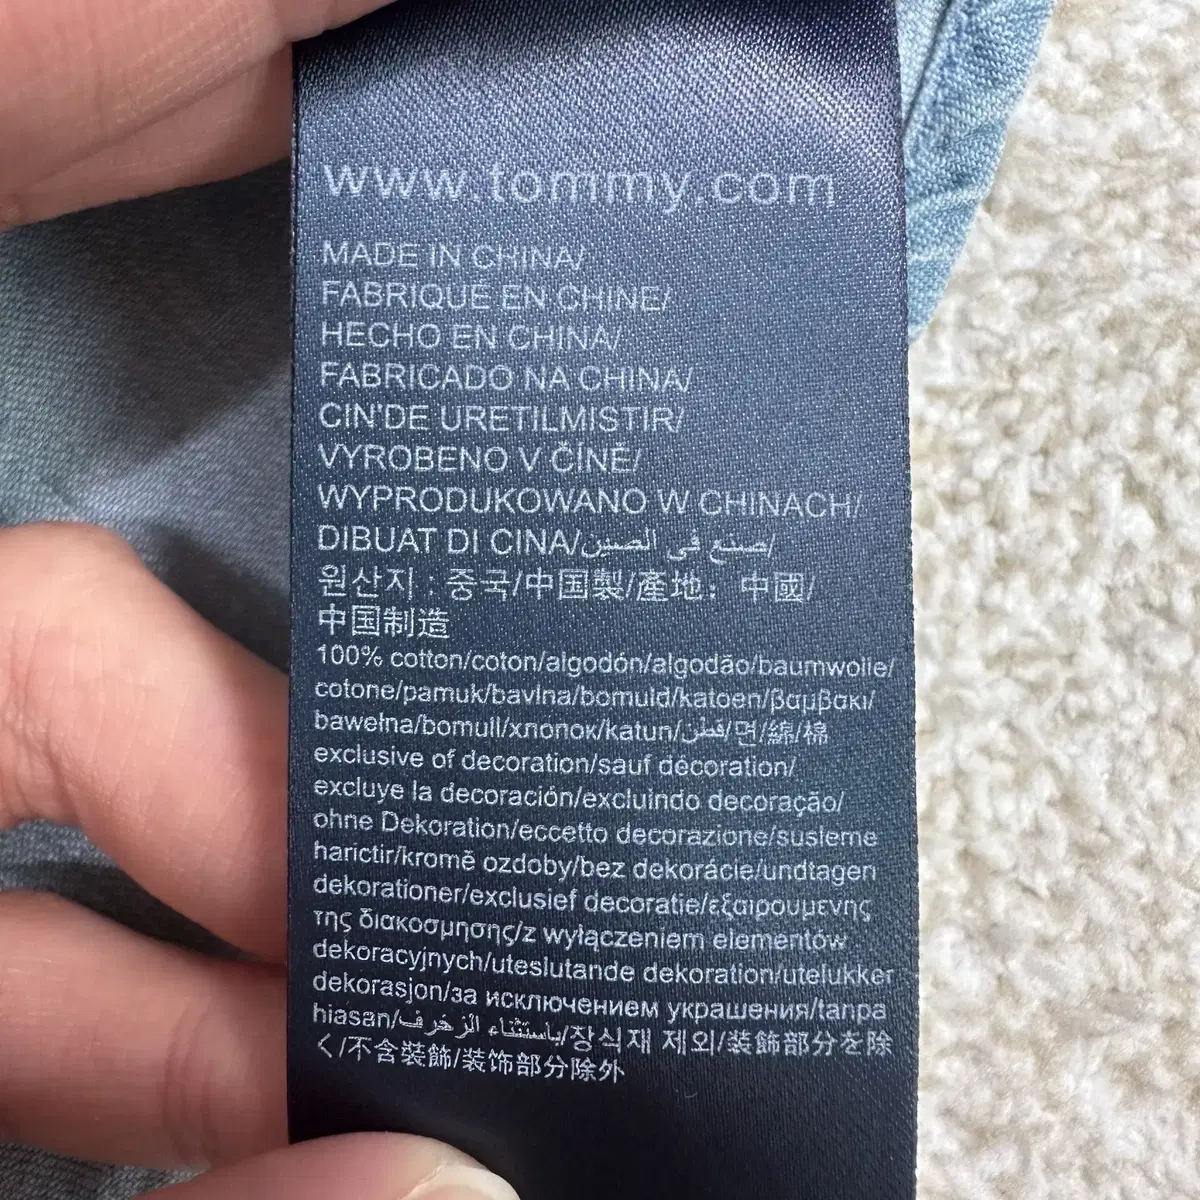 www.tommy.com
MADE IN CHINA/
FABRIQUE EN CHINE/
HECHO EN CHINA/
FABRICADO NA CHINA/
CIN'DE URETILMISTIR/
VYROBENO V ČÍNĚ/
WYPRODUKOWANO W CHINACH/
DIBUAT DI CINA/صنع في الصين/
원산지 : 중국/中国製/產地： 中國/
中国制造
100% cotton/coton/algodón/algodão/baumwolle/
cotone/pamuk/bavlna/bomuld/katoen/βαμβακι/
bawełna/bomull/хлопок/katun/قطن/면/綿/棉
exclusive of decoration/sauf décoration/
excluye la decoración/excluindo decoração/
ohne Dekoration/eccetto decorazione/susleme
harictir/kromě ozdoby/bez dekorácie/undtagen
dekorationer/exclusief decoratie/εξαιρουμενης
της διακοσμησης/z wyłączeniem elementów
dekoracyjnych/uteslutande dekoration/utelukker
dekorasjon/за исключением украшения/tanpa
hiasan/باستثناء الزخرف/장식재 제외/装飾部分を除
く/不含裝飾/装饰部分除外